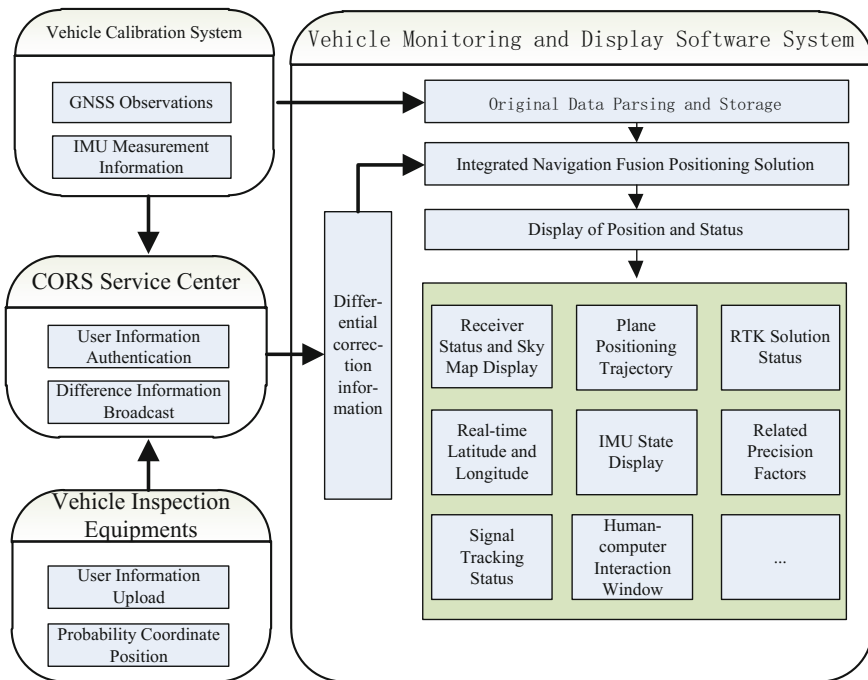 Vehicle Calibration System
GNSS Observations
IMU Measurement
Information
CORS Service Center
User Information
Authentication
Difference Information
Broadcast
Vehicle Inspection
Equipments
User Information
Upload
Probability Coordinate
Position
Vehicle Monitoring and Display Software System
Original Data Parsing and Storage
Integrated Navigation Fusion Positioning Solution
Display of Position and Status
Differ-
ential
correc-
tion
infor-
mation
Receiver
Status and Sky
Map Display
Plane
Positioning
Trajectory
RTK Solution
Status
Real-time
Latitude and
Longitude
IMU State
Display
Related
Precision
Factors
Signal
Tracking
Status
Human-
computer
Interaction
Window
...